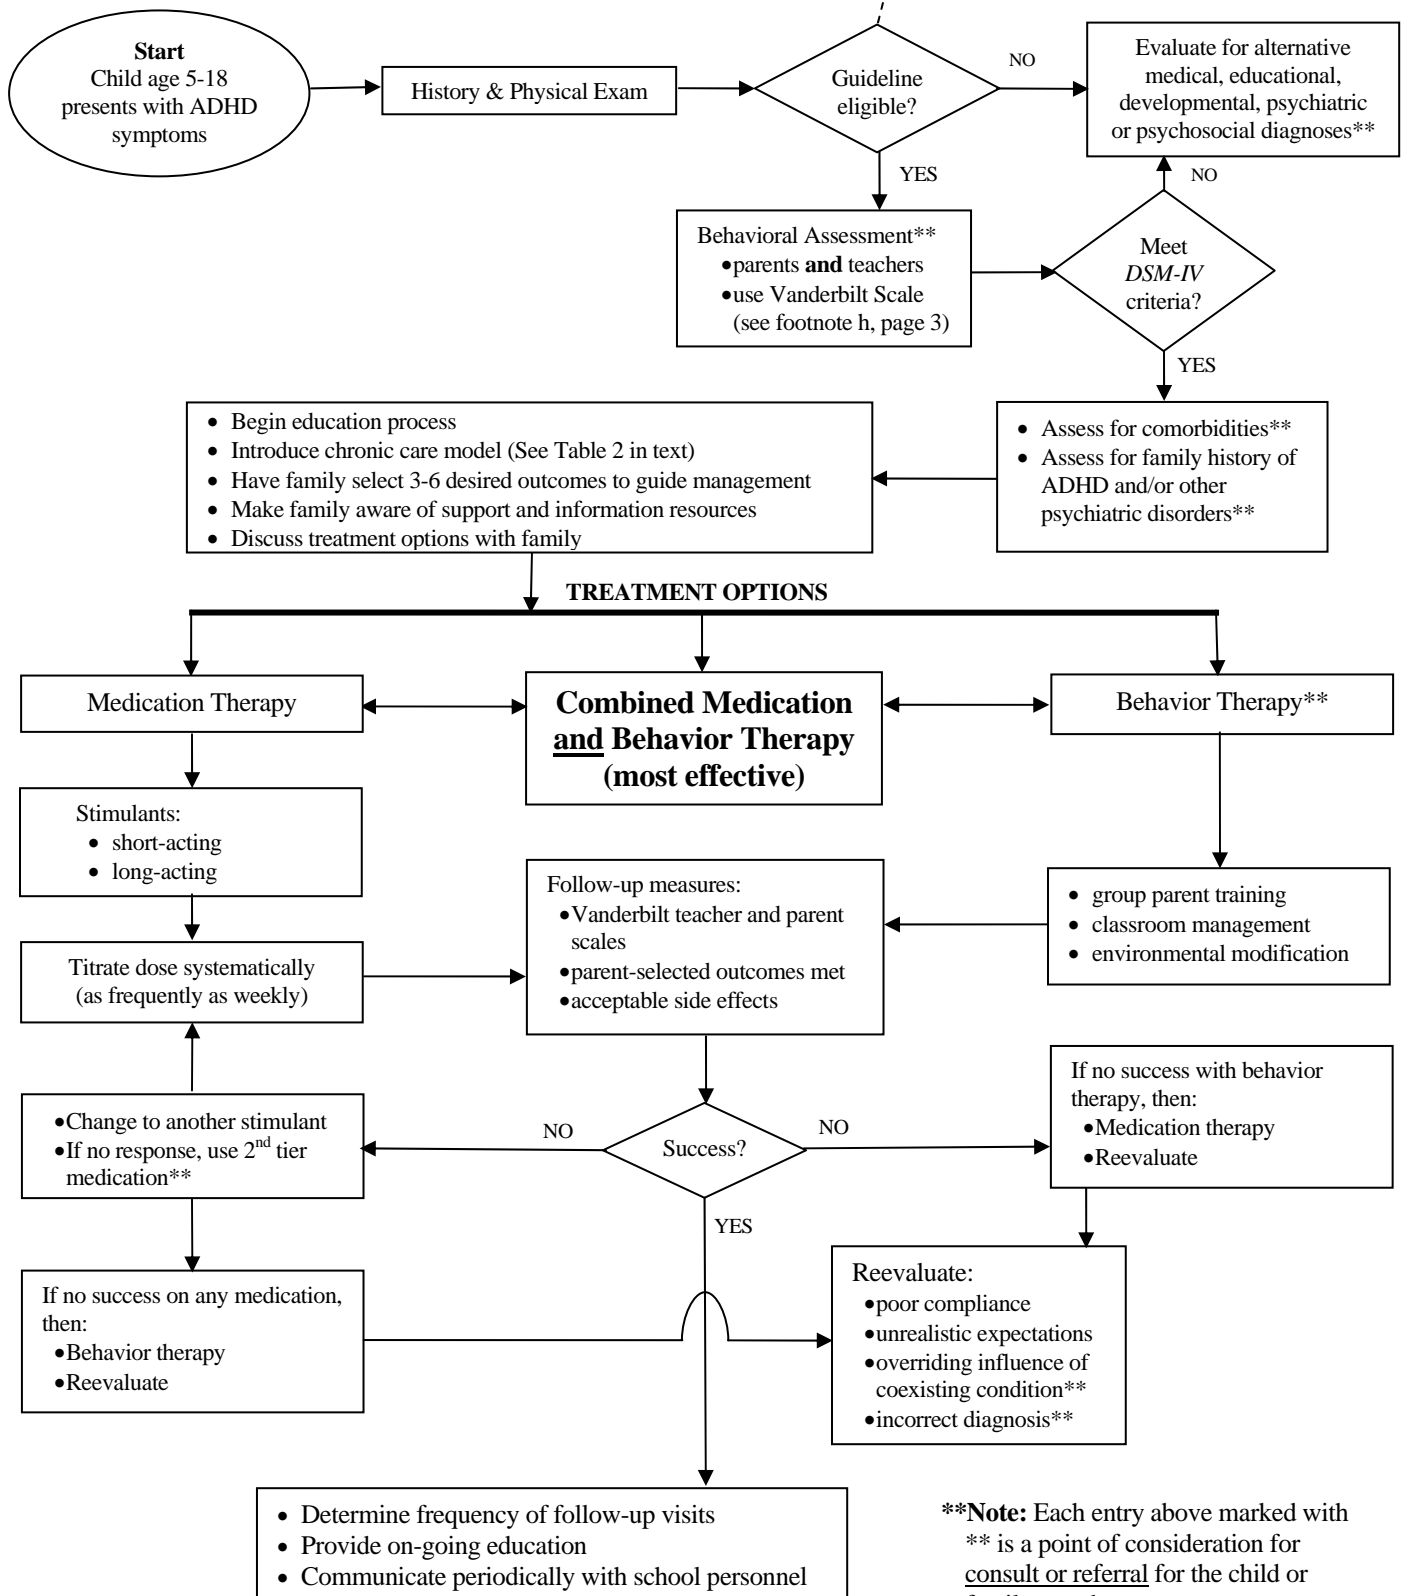 Start
Child age 5-18
presents with ADHD
symptoms
History & Physical Exam
Guideline
eligible?
NO
Evaluate for alternative
medical, educational,
developmental, psychiatric
or psychosocial diagnoses**
YES
NO
Behavioral Assessment**
•parents and teachers
•use Vanderbilt Scale
(see footnote h, page 3)
Meet
DSM-IV
criteria?
YES
• Begin education process
• Introduce chronic care model (See Table 2 in text)
• Have family select 3-6 desired outcomes to guide management
• Make family aware of support and information resources
• Discuss treatment options with family
• Assess for comorbidities**
• Assess for family history of
ADHD and/or other
psychiatric disorders**
TREATMENT OPTIONS
Medication Therapy
Combined Medication
and Behavior Therapy
(most effective)
Behavior Therapy**
Stimulants:
• short-acting
• long-acting
Follow-up measures:
•Vanderbilt teacher and parent
scales
•parent-selected outcomes met
•acceptable side effects
• group parent training
• classroom management
• environmental modification
Titrate dose systematically
(as frequently as weekly)
•Change to another stimulant
•If no response, use 2nd tier
medication**
NO
Success?
NO
If no success with behavior
therapy, then:
•Medication therapy
•Reevaluate
YES
If no success on any medication,
then:
•Behavior therapy
•Reevaluate
Reevaluate:
•poor compliance
•unrealistic expectations
•overriding influence of
coexisting condition**
•incorrect diagnosis**
• Determine frequency of follow-up visits
• Provide on-going education
• Communicate periodically with school personnel
**Note: Each entry above marked with
** is a point of consideration for
consult or referral for the child or